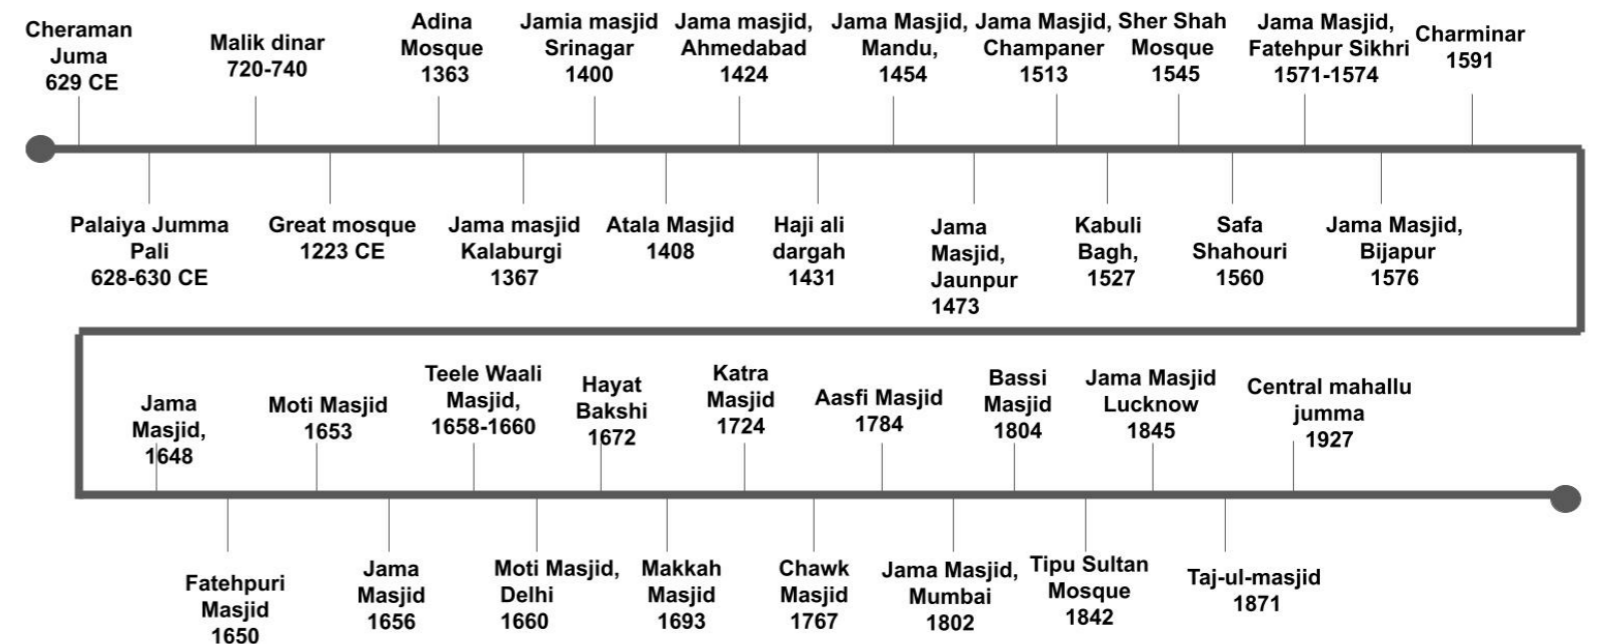 Cheraman
Juma
629 CE
Palaiya Jumma
Pali
628-630 CE
Malik dinar
720-740
Great mosque
1223 CE
Adina
Mosque
1363
Jama masjid
Kalaburgi
1367
Jamia masjid
Srinagar
1400
Atala Masjid
1408
Jama masjid,
Ahmedabad
1424
Haji ali
dargah
1431
Jama Masjid,
Mandu,
1454
Jama
Masjid,
Jaunpur
1473
Jama Masjid,
Champaner
1513
Kabuli
Bagh,
1527
Sher Shah
Mosque
1545
Safa
Shahouri
1560
Jama Masjid,
Fatehpur Sikhri
1571-1574
Jama Masjid,
Bijapur
1576
Charminar
1591
Jama
Masjid,
1648
Fatehpuri
Masjid
1650
Moti Masjid
1653
Jama
Masjid
1656
Teele Waali
Masjid,
1658-1660
Moti Masjid,
Delhi
1660
Hayat
Bakshi
1672
Makkah
Masjid
1693
Katra
Masjid
1724
Chawk
Masjid
1767
Aasfi Masjid
1784
Jama Masjid,
Mumbai
1802
Bassi
Masjid
1804
Tipu Sultan
Mosque
1842
Jama Masjid
Lucknow
1845
Taj-ul-masjid
1871
Central mahallu
jumma
1927